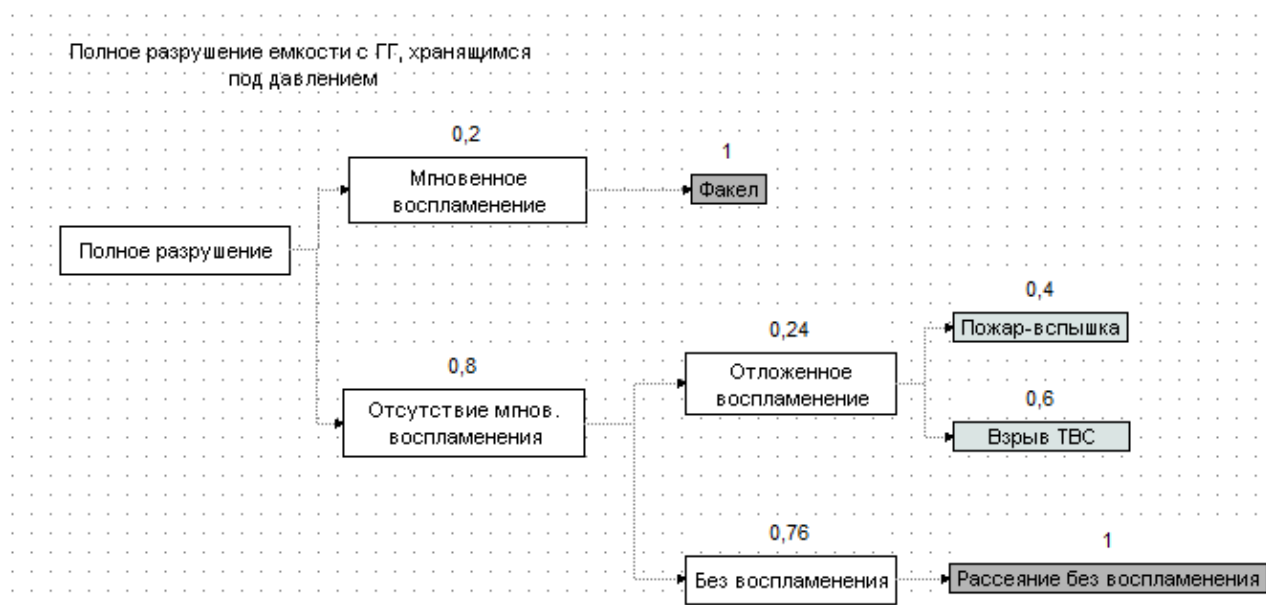 Полное разрушение емкости с ГГ, хранящимся
под давлением
0,2
Мгновенное
воспламенение
1
Факел
Полное разрушение
0,8
Отсутствие мгнов.
воспламенения
0,24
Отложенное
воспламенение
0,4
Пожар-вспышка
0,6
Взрыв ТВС
0,76
Без воспламенения
1
Рассеяние без воспламенения